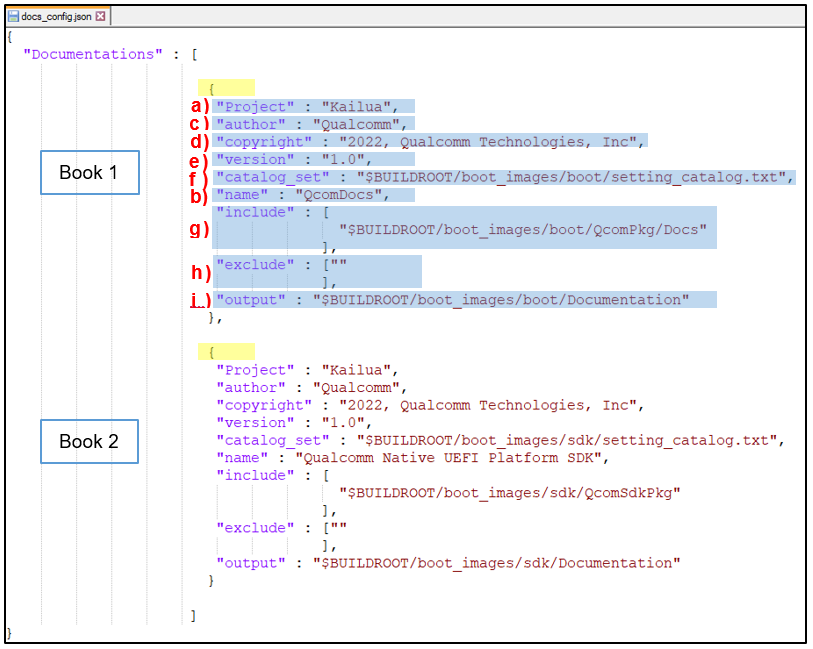 docs_config.json
{
"Documentations" : [
{
a) "Project" : "Kailua",
c) "author" : "Qualcomm",
d) "copyright" : "2022, Qualcomm Technologies, Inc",
e) "version" : "1.0",
f) "catalog_set" : "$BUILDROOT/boot_images/boot/setting_catalog.txt",
b) "name" : "QcomDocs",
"include" : [
g) "$BUILDROOT/boot_images/boot/QcomPkg/Docs"
],
h) "exclude" : [""
],
i) "output" : "$BUILDROOT/boot_images/boot/Documentation"
},
Book 1
{
"Project" : "Kailua",
"author" : "Qualcomm",
"copyright" : "2022, Qualcomm Technologies, Inc",
"version" : "1.0",
"catalog_set" : "$BUILDROOT/boot_images/sdk/setting_catalog.txt",
"name" : "Qualcomm Native UEFI Platform SDK",
"include" : [
"$BUILDROOT/boot_images/sdk/QcomSdkPkg"
],
"exclude" : [""
],
"output" : "$BUILDROOT/boot_images/sdk/Documentation"
}
Book 2
]
}